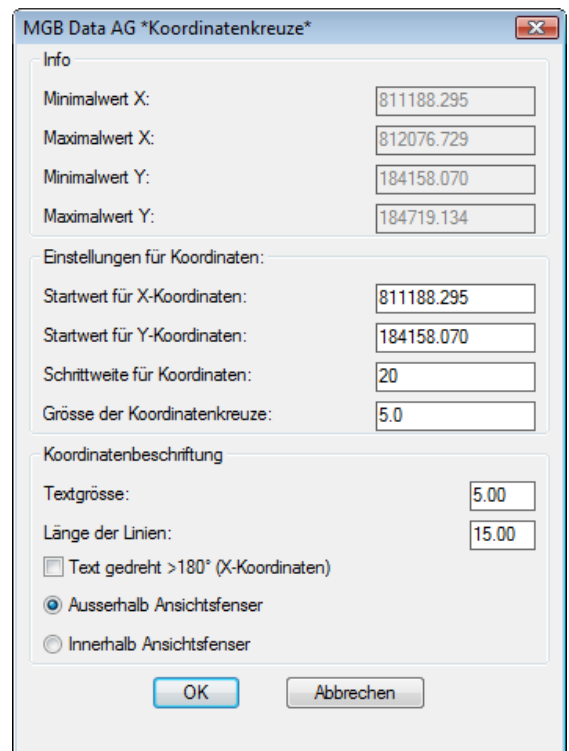 MGB Data AG *Koordinatenkreuze*
Info
Minimalwert X: 811188.295
Maximalwert X: 812076.729
Minimalwert Y: 184158.070
Maximalwert Y: 184719.134
Einstellungen für Koordinaten:
Startwert für X-Koordinaten: 811188.295
Startwert für Y-Koordinaten: 184158.070
Schrittweite für Koordinaten: 20
Grösse der Koordinatenkreuze: 5.0
Koordinatenbeschriftung
Textgrösse: 5.00
Länge der Linien: 15.00
Text gedreht >180° (X-Koordinaten)
Ausserhalb Ansichtsfenser
Innerhalb Ansichtsfenser
OK Abbrechen